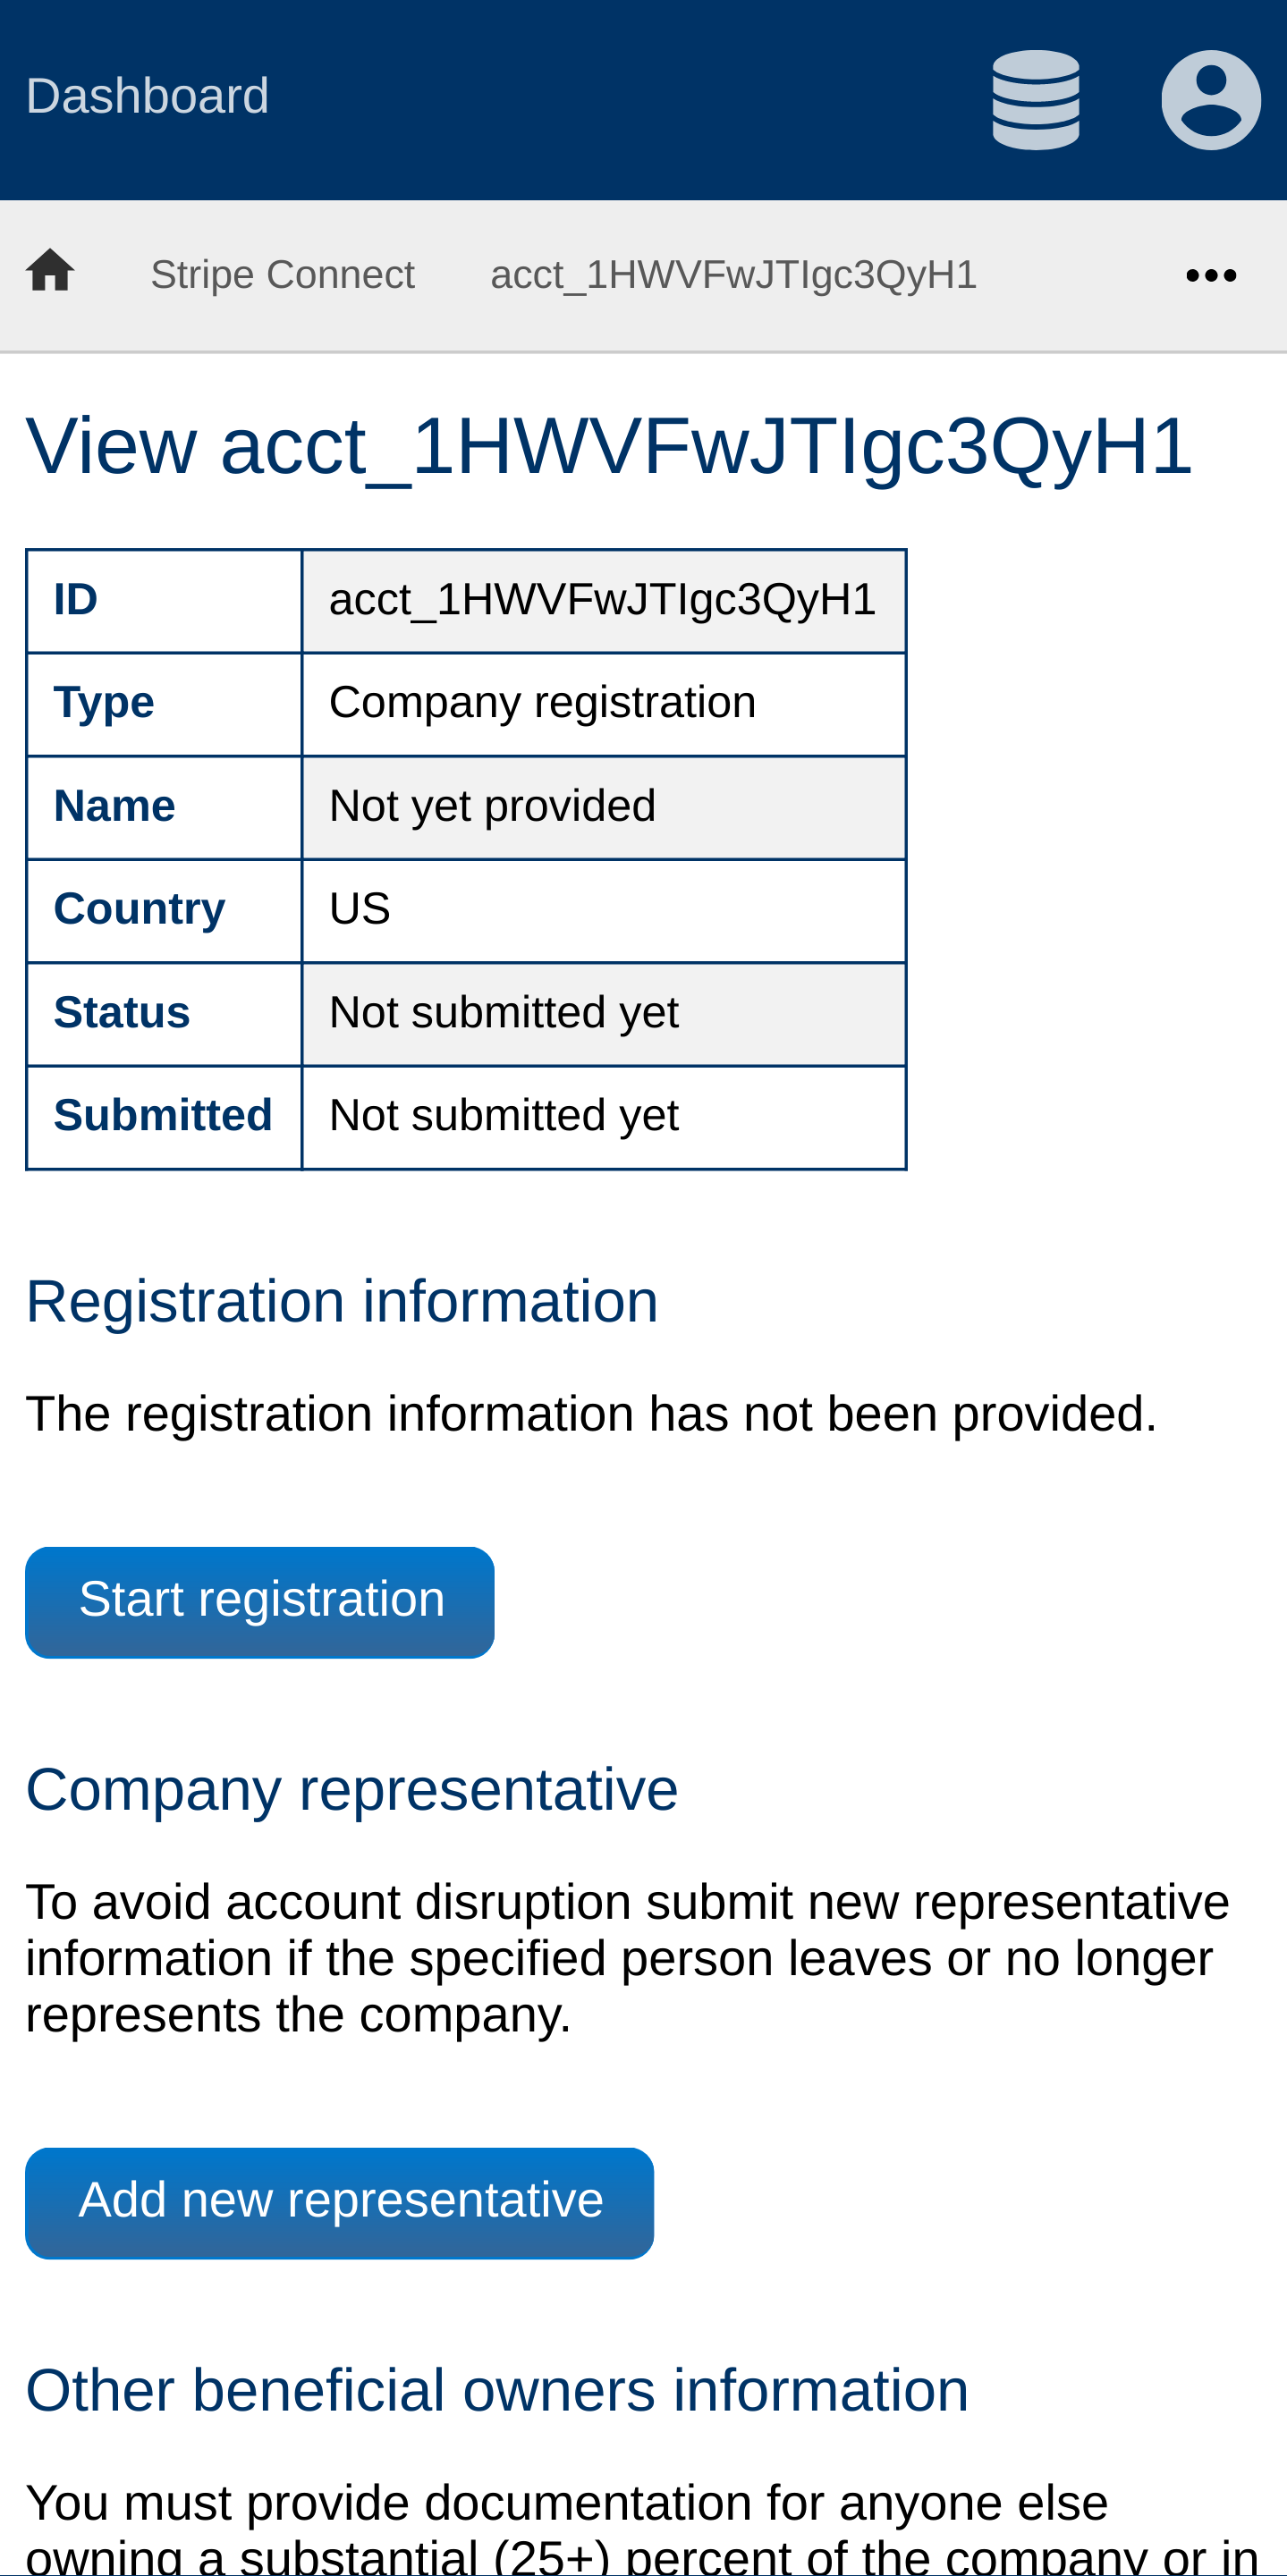 Dashboard
Stripe Connect acct_1HWVFwJTIgc3QyH1
View acct_1HWVFwJTIgc3QyH1
ID acct_1HWVFwJTIgc3QyH1
Type Company registration
Name Not yet provided
Country US
Status Not submitted yet
Submitted Not submitted yet
Registration information
The registration information has not been provided.
Start registration
Company representative
To avoid account disruption submit new representative
information if the specified person leaves or no longer
represents the company.
Add new representative
Other beneficial owners information
You must provide documentation for anyone else
owning a substantial (25+) percent of the company or in